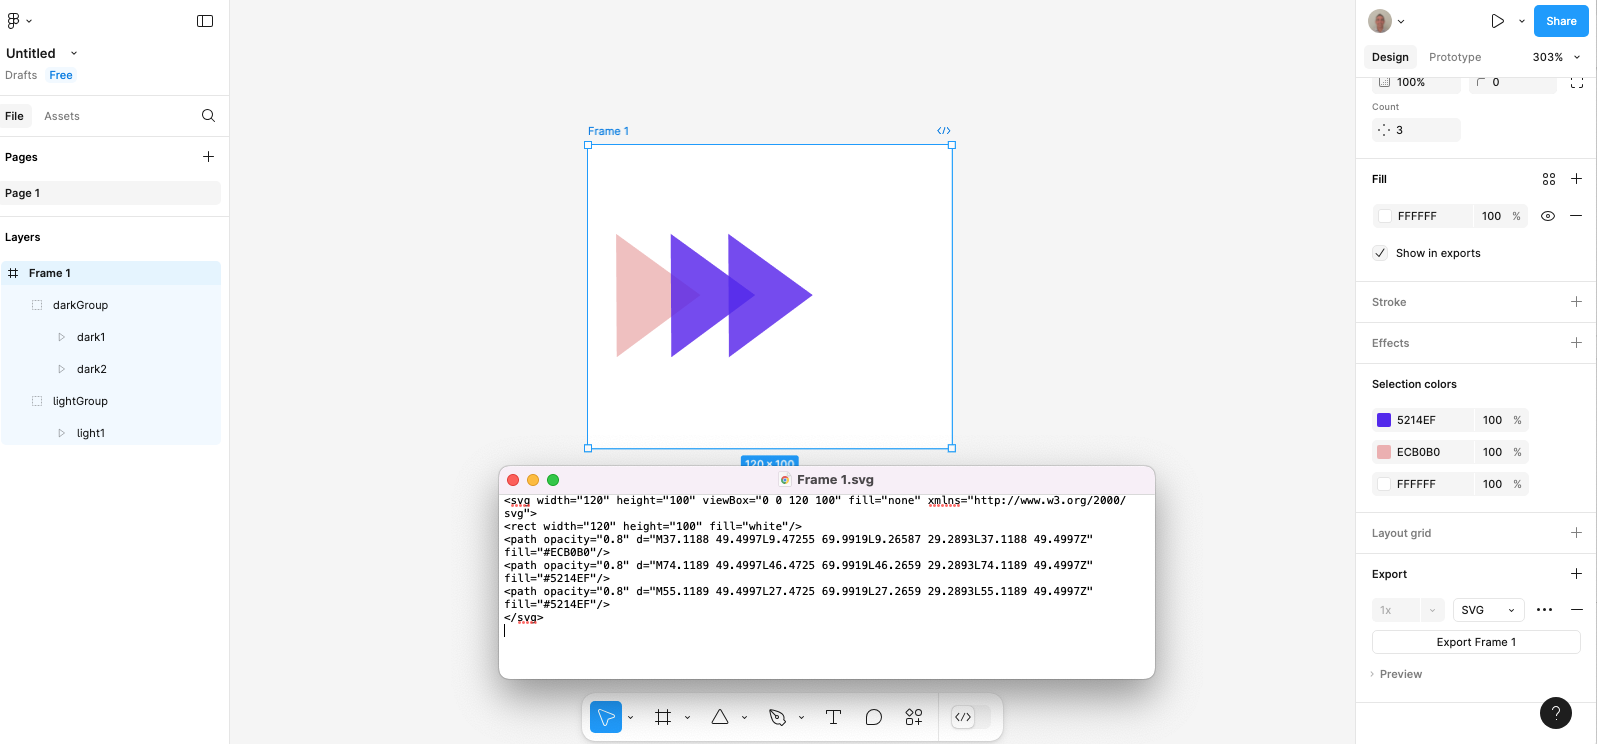 Untitled
Drafts Free
File Assets
Pages
Page 1
Layers
Frame 1
darkGroup
dark1
dark2
lightGroup
light1
Frame 1
</>
120 × 100
Frame 1.svg
<svg width="120" height="100" viewBox="0 0 120 100" fill="none" xmlns="http://www.w3.org/2000/
svg">
<rect width="120" height="100" fill="white"/>
<path opacity="0.8" d="M37.1188 49.4997L9.47255 69.9919L9.26587 29.2893L37.1188 49.4997Z"
fill="#ECB0B0"/>
<path opacity="0.8" d="M74.1189 49.4997L46.4725 69.9919L46.2659 29.2893L74.1189 49.4997Z"
fill="#5214EF"/>
<path opacity="0.8" d="M55.1189 49.4997L27.4725 69.9919L27.2659 29.2893L55.1189 49.4997Z"
fill="#5214EF"/>
</svg>
</>
Share
Design Prototype 303%
100% 0
Count
3
Fill
FFFFFF 100 %
Show in exports
Stroke
Effects
Selection colors
5214EF 100 %
ECB0B0 100 %
FFFFFF 100 %
Layout grid
Export
1x SVG
Export Frame 1
Preview
?